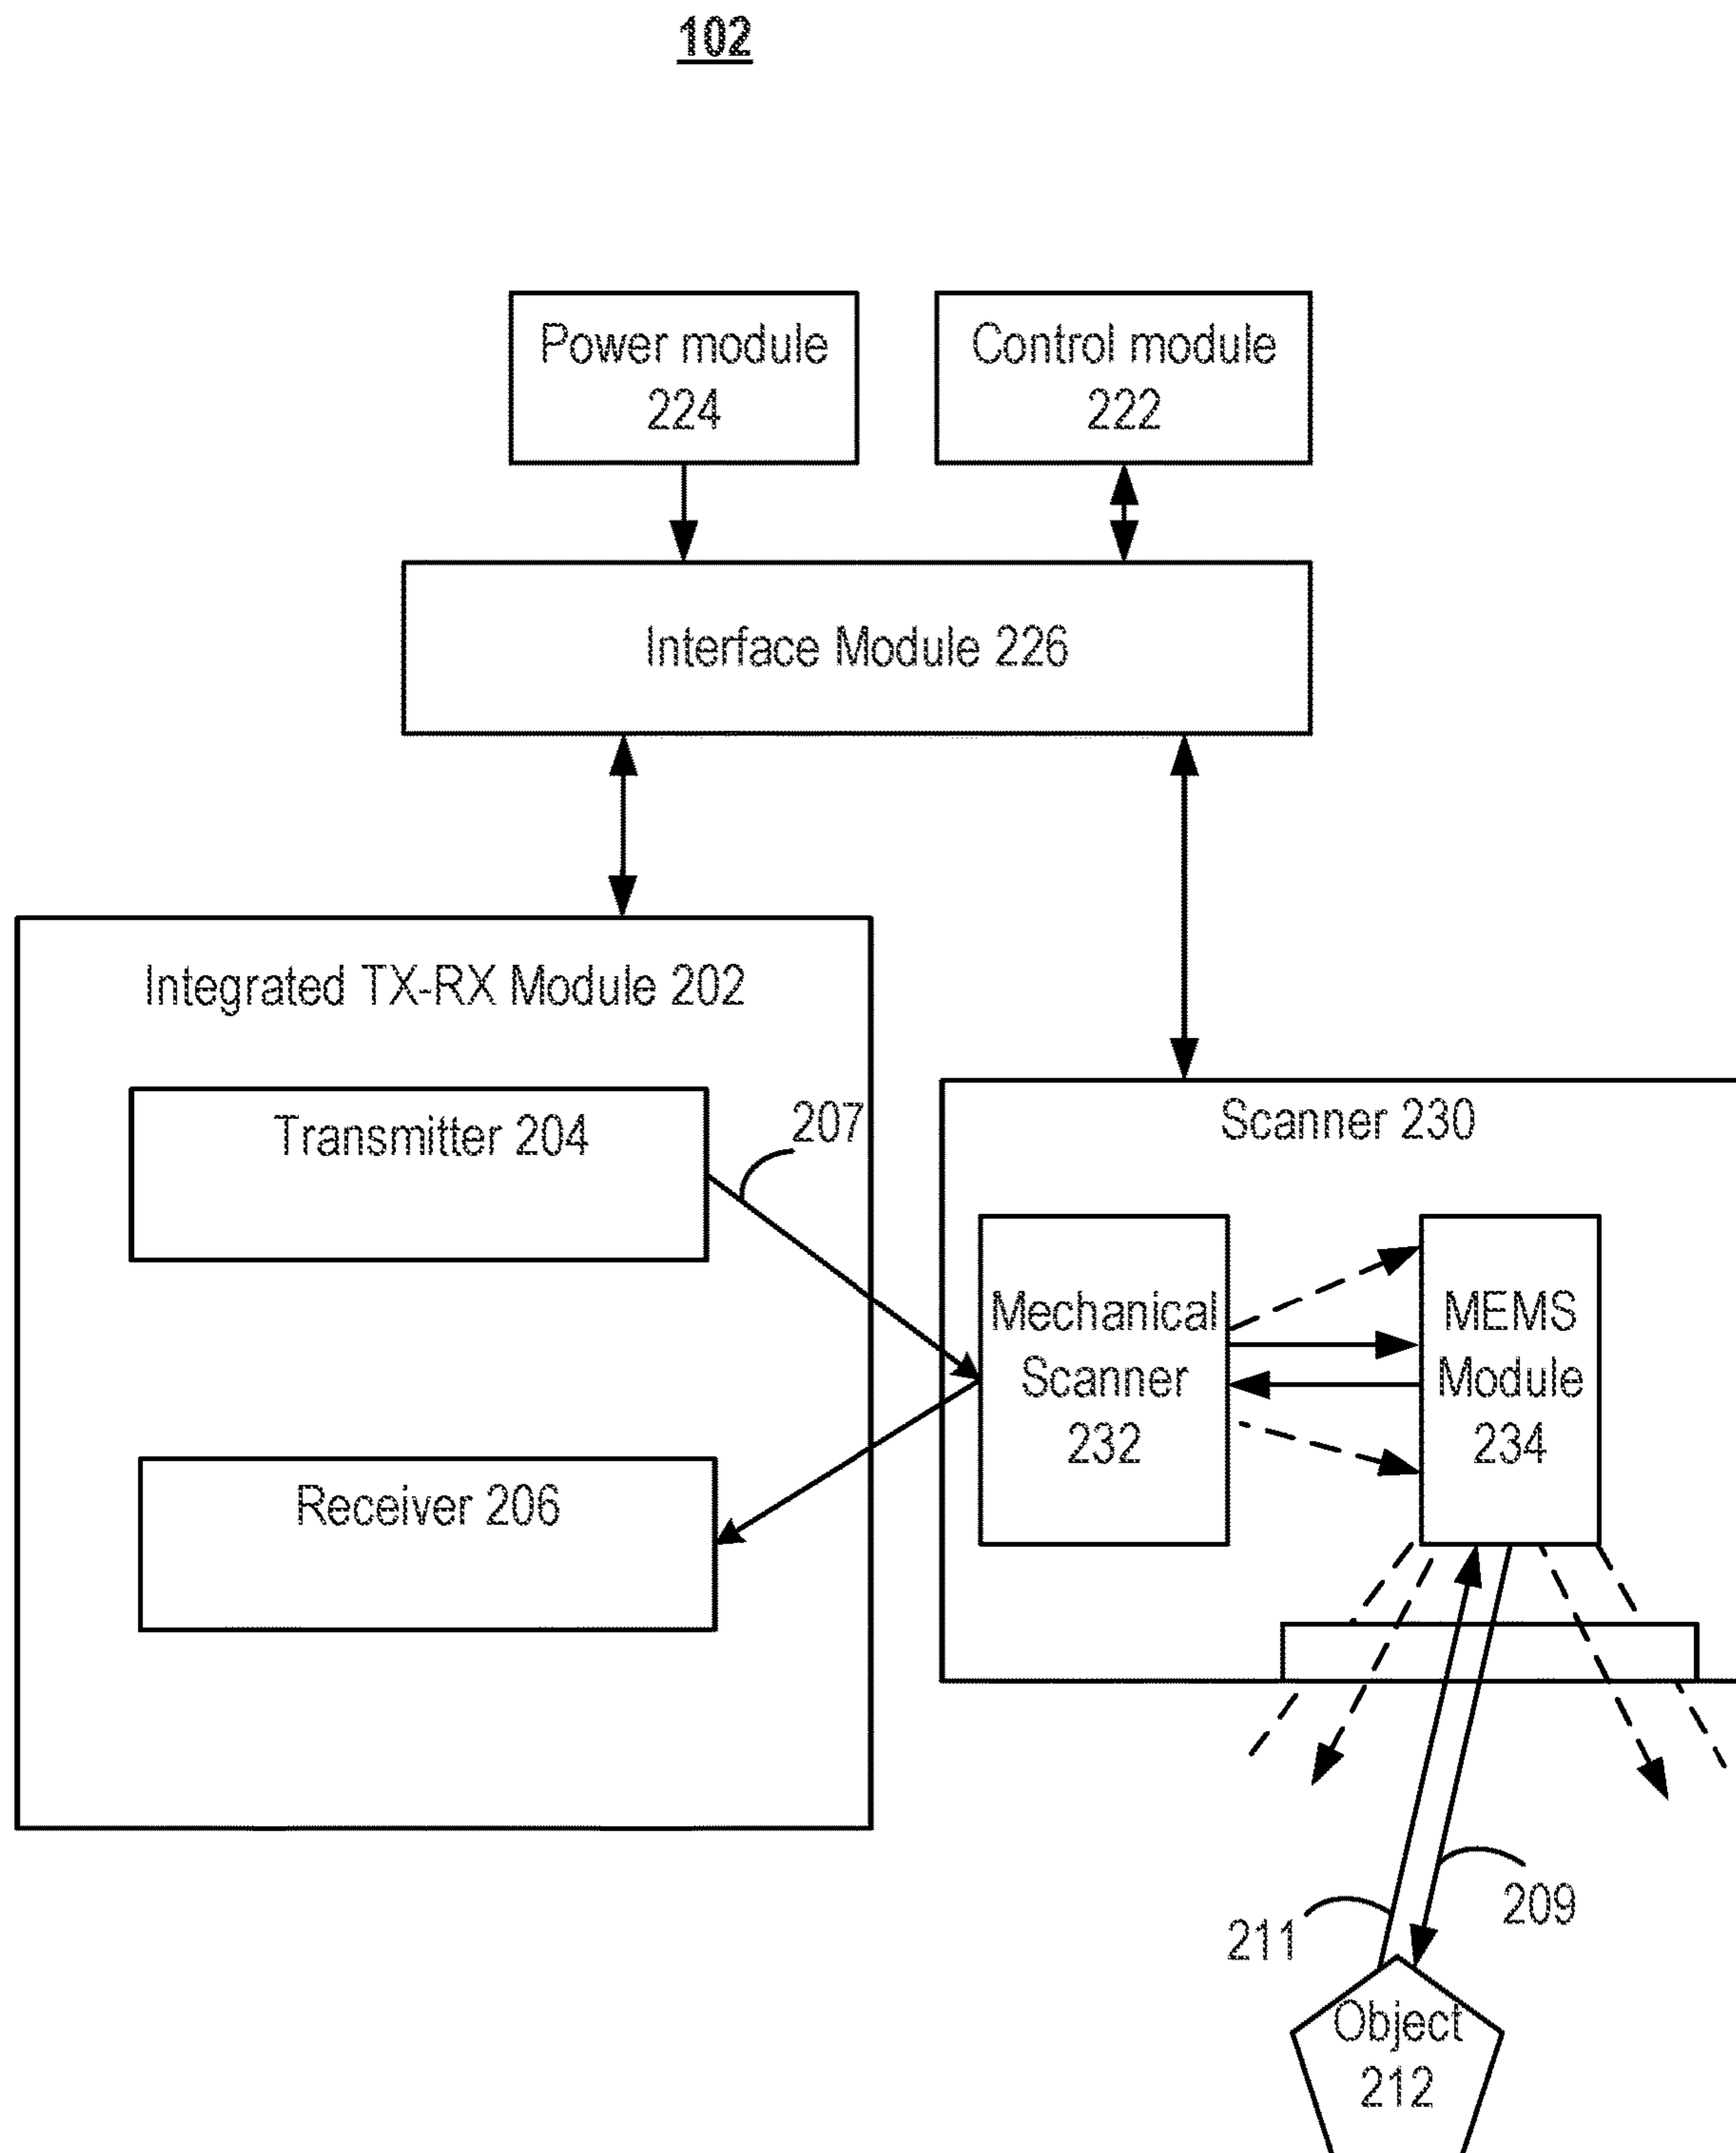 102
Power module
224
Control module
222
Interface Module 226
Integrated TX-RX Module 202
Transmitter 204
207
Receiver 206
Scanner 230
Mechanical
Scanner
232
MEMS
Module
234
211
209
Object
212